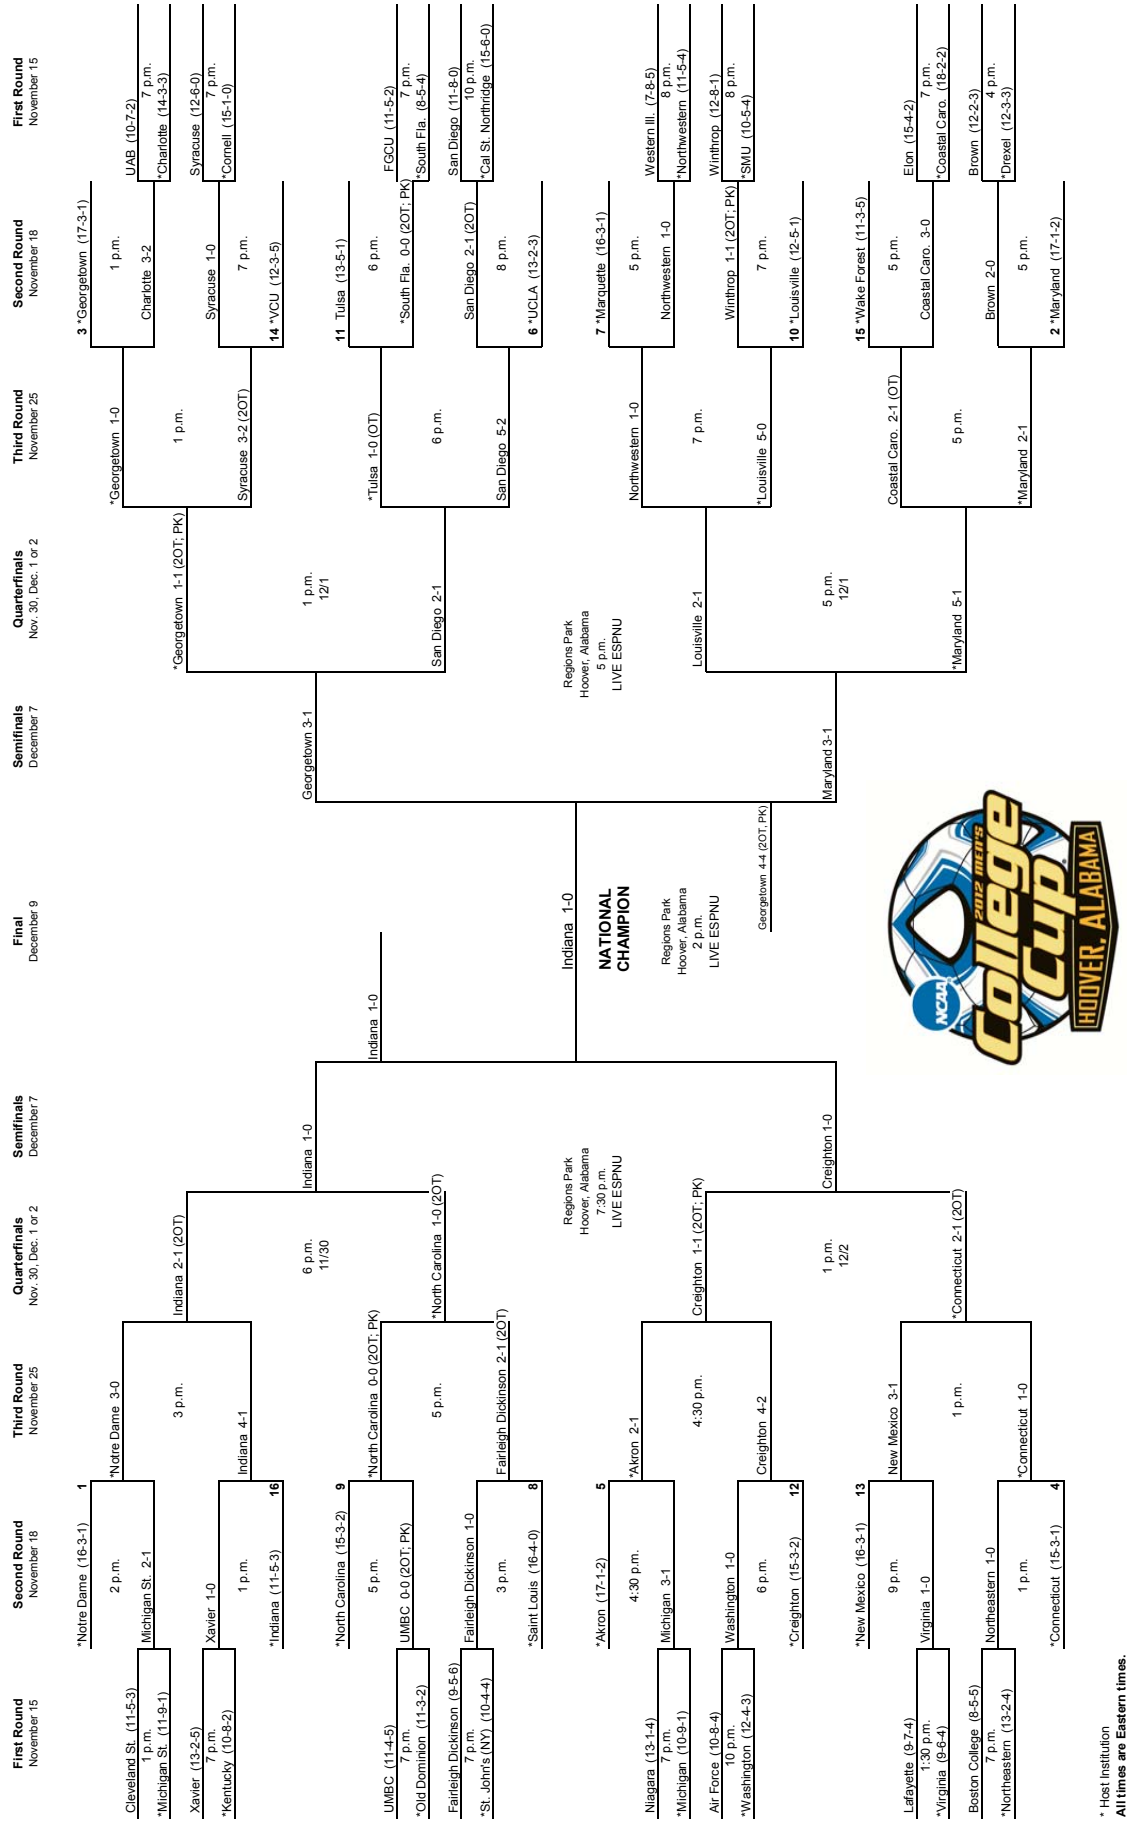 First Round
November 15
Second Round
November 18
Third Round
November 25
Quarterfinals
Nov. 30, Dec. 1 or 2
Semifinals
December 7
Final
December 9
Semifinals
December 7
Quarterfinals
Nov. 30, Dec. 1 or 2
Third Round
November 25
Second Round
November 18
First Round
November 15
Cleveland St. (11-5-3)
1 p.m.
*Michigan St. (11-9-1)
Xavier (13-2-5)
7 p.m.
*Kentucky (10-8-2)
UMBC (11-4-5)
7 p.m.
*Old Dominion (11-3-2)
Fairleigh Dickinson (9-5-6)
7 p.m.
*St. John's (NY) (10-4-4)
Niagara (13-1-4)
7 p.m.
*Michigan (10-9-1)
Air Force (10-8-4)
10 p.m.
*Washington (12-4-3)
Lafayette (9-7-4)
1:30 p.m.
*Virginia (9-6-4)
Boston College (8-5-5)
7 p.m.
*Northeastern (13-2-4)
*Notre Dame (16-3-1) 1
2 p.m.
Michigan St. 2-1
Xavier 1-0
1 p.m.
*Indiana (11-5-3) 16
*North Carolina (15-3-2) 9
5 p.m.
UMBC 0-0 (2OT; PK)
Fairleigh Dickinson 1-0
3 p.m.
*Saint Louis (16-4-0) 8
*Akron (17-1-2) 5
4:30 p.m.
Michigan 3-1
Washington 1-0
6 p.m.
*Creighton (15-3-2) 12
*New Mexico (16-3-1) 13
9 p.m.
Virginia 1-0
Northeastern 1-0
1 p.m.
*Connecticut (15-3-1) 4
*Notre Dame 3-0
3 p.m.
Indiana 4-1
*North Carolina 0-0 (2OT; PK)
5 p.m.
Fairleigh Dickinson 2-1 (2OT)
*Akron 2-1
4:30 p.m.
Creighton 4-2
New Mexico 3-1
1 p.m.
*Connecticut 1-0
Indiana 2-1 (2OT)
6 p.m.
11/30
*North Carolina 1-0 (2OT)
Creighton 1-1 (2OT; PK)
1 p.m.
12/2
*Connecticut 2-1 (2OT)
Indiana 1-0
Regions Park
Hoover, Alabama
7:30 p.m.
LIVE ESPNU
Creighton 1-0
Indiana 1-0
Indiana 1-0
NATIONAL
CHAMPION
Regions Park
Hoover, Alabama
2 p.m.
LIVE ESPNU
Georgetown 4-4 (2OT, PK)
Georgetown 3-1
Regions Park
Hoover, Alabama
5 p.m.
LIVE ESPNU
Maryland 3-1
*Georgetown 1-1 (2OT; PK)
1 p.m.
12/1
San Diego 2-1
Louisville 2-1
5 p.m.
12/1
*Maryland 5-1
*Georgetown 1-0
1 p.m.
Syracuse 3-2 (2OT)
*Tulsa 1-0 (OT)
6 p.m.
San Diego 5-2
Northwestern 1-0
7 p.m.
*Louisville 5-0
Coastal Caro. 2-1 (OT)
5 p.m.
*Maryland 2-1
3 *Georgetown (17-3-1)
1 p.m.
Charlotte 3-2
Syracuse 1-0
7 p.m.
14 *VCU (12-3-5)
11 Tulsa (13-5-1)
6 p.m.
*South Fla. 0-0 (2OT; PK)
San Diego 2-1 (2OT)
8 p.m.
6 *UCLA (13-2-3)
7 *Marquette (16-3-1)
5 p.m.
Northwestern 1-0
Winthrop 1-1 (2OT; PK)
7 p.m.
10 *Louisville (12-5-1)
15 *Wake Forest (11-3-5)
5 p.m.
Coastal Caro. 3-0
Brown 2-0
5 p.m.
2 *Maryland (17-1-2)
UAB (10-7-2)
7 p.m.
*Charlotte (14-3-3)
Syracuse (12-6-0)
7 p.m.
*Cornell (15-1-0)
FGCU (11-5-2)
7 p.m.
*South Fla. (8-5-4)
San Diego (11-8-0)
10 p.m.
*Cal St. Northridge (15-6-0)
Western Ill. (7-8-5)
8 p.m.
*Northwestern (11-5-4)
Winthrop (12-8-1)
8 p.m.
*SMU (10-5-4)
Elon (15-4-2)
7 p.m.
*Coastal Caro. (18-2-2)
Brown (12-2-3)
4 p.m.
*Drexel (12-3-3)
NCAA
2012 MEN'S
College
Cup
HOOVER, ALABAMA
* Host Institution
All times are Eastern times.